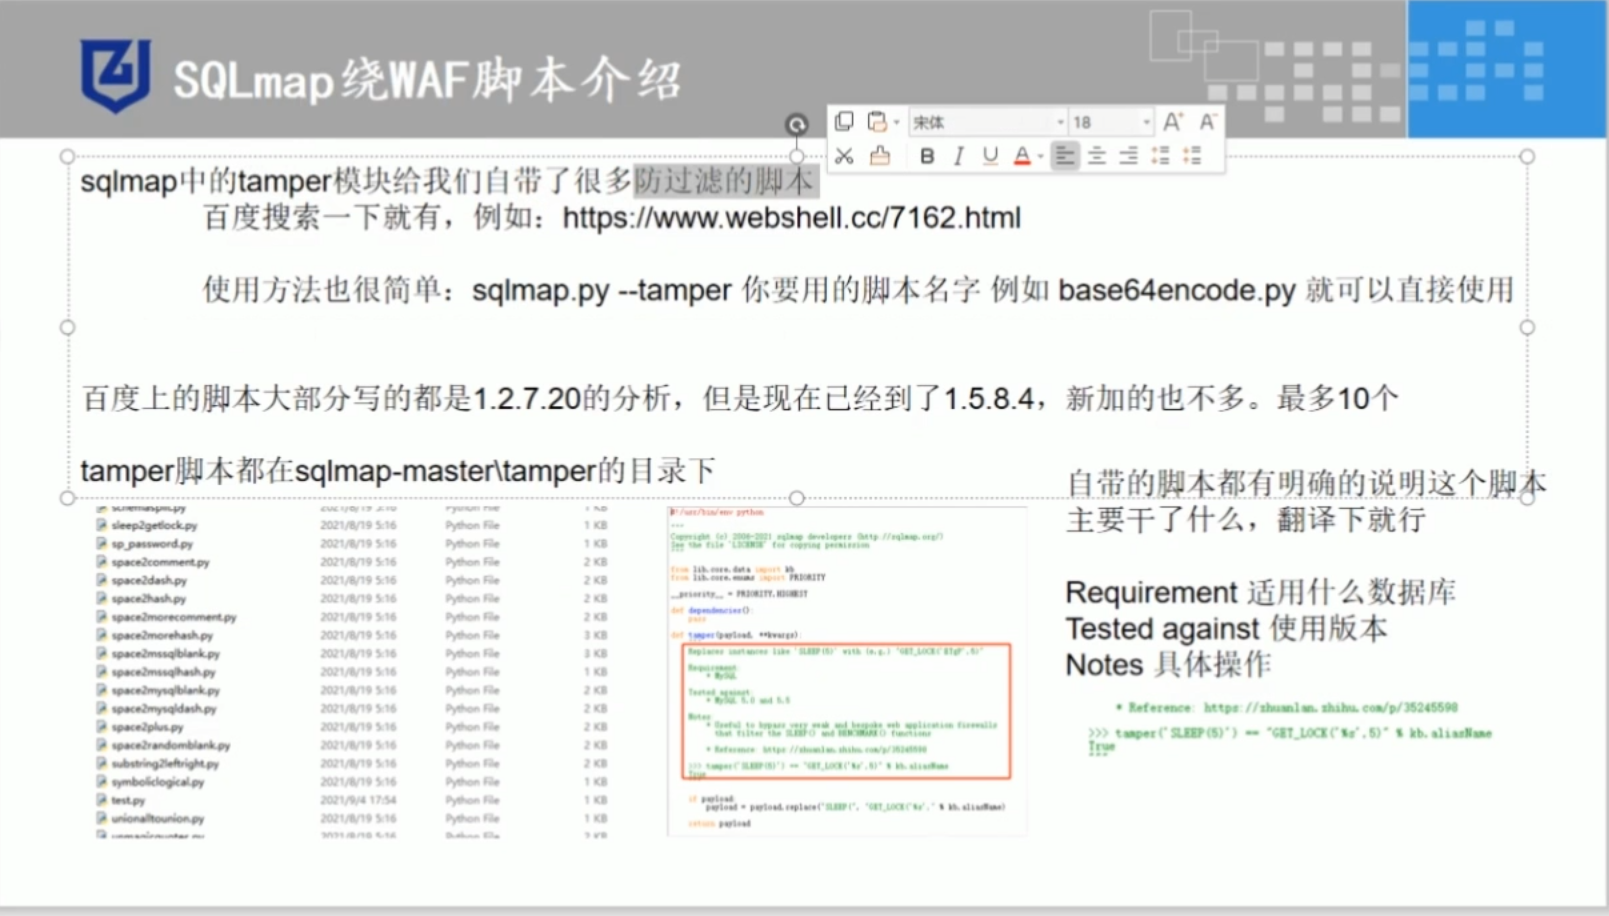 SQLmap绕WAF脚本介绍
宋体 18
B I U A
sqlmap中的tamper模块给我们自带了很多防过滤的脚本
百度搜索一下就有，例如：https://www.webshell.cc/7162.html
使用方法也很简单：sqlmap.py --tamper 你要用的脚本名字 例如 base64encode.py 就可以直接使用
百度上的脚本大部分写的都是1.2.7.20的分析，但是现在已经到了1.5.8.4，新加的也不多。最多10个
tamper脚本都在sqlmap-master\tamper的目录下
自带的脚本都有明确的说明这个脚本
主要干了什么，翻译下就行
Requirement 适用什么数据库
Tested against 使用版本
Notes 具体操作
* Reference: https://zhuanlan.zhihu.com/p/35245598
>>> tamper('SLEEP(5)') == "GET_LOCK('%s',5)" % kb.aliasName
True
"""
schemasplit.py 2021/8/19 5:16 Python File 1 KB
sleep2getlock.py 2021/8/19 5:16 Python File 1 KB
sp_password.py 2021/8/19 5:16 Python File 1 KB
space2comment.py 2021/8/19 5:16 Python File 2 KB
space2dash.py 2021/8/19 5:16 Python File 2 KB
space2hash.py 2021/8/19 5:16 Python File 2 KB
space2morecomment.py 2021/8/19 5:16 Python File 2 KB
space2morehash.py 2021/8/19 5:16 Python File 3 KB
space2mssqlblank.py 2021/8/19 5:16 Python File 3 KB
space2mssqlhash.py 2021/8/19 5:16 Python File 1 KB
space2mysqlblank.py 2021/8/19 5:16 Python File 2 KB
space2mysqldash.py 2021/8/19 5:16 Python File 2 KB
space2plus.py 2021/8/19 5:16 Python File 1 KB
space2randomblank.py 2021/8/19 5:16 Python File 2 KB
substring2leftright.py 2021/8/19 5:16 Python File 2 KB
symboliclogical.py 2021/8/19 5:16 Python File 1 KB
test.py 2021/9/4 17:54 Python File 1 KB
unionalltounion.py 2021/8/19 5:16 Python File 1 KB
unmagicquotes.py 2021/8/19 5:16 Python File 2 KB
#!/usr/bin/env python
"""
Copyright (c) 2006-2021 sqlmap developers (http://sqlmap.org/)
See the file 'LICENSE' for copying permission
"""
from lib.core.data import kb
from lib.core.enums import PRIORITY
__priority__ = PRIORITY.HIGHEST
def dependencies():
pass
def tamper(payload, **kwargs):
"""
Replaces instances like 'SLEEP(5)' with (e.g.) "GET_LOCK('ETgP',5)"
Requirement:
* MySQL
Tested against:
* MySQL 5.0 and 5.5
Notes:
* Useful to bypass very weak and bespoke web application firewalls
that filter the SLEEP() and BENCHMARK() functions
* Reference: https://zhuanlan.zhihu.com/p/35245598
>>> tamper('SLEEP(5)') == "GET_LOCK('%s',5)" % kb.aliasName
True
if payload:
payload = payload.replace("SLEEP(", "GET_LOCK('%s'," % kb.aliasName)
return payload